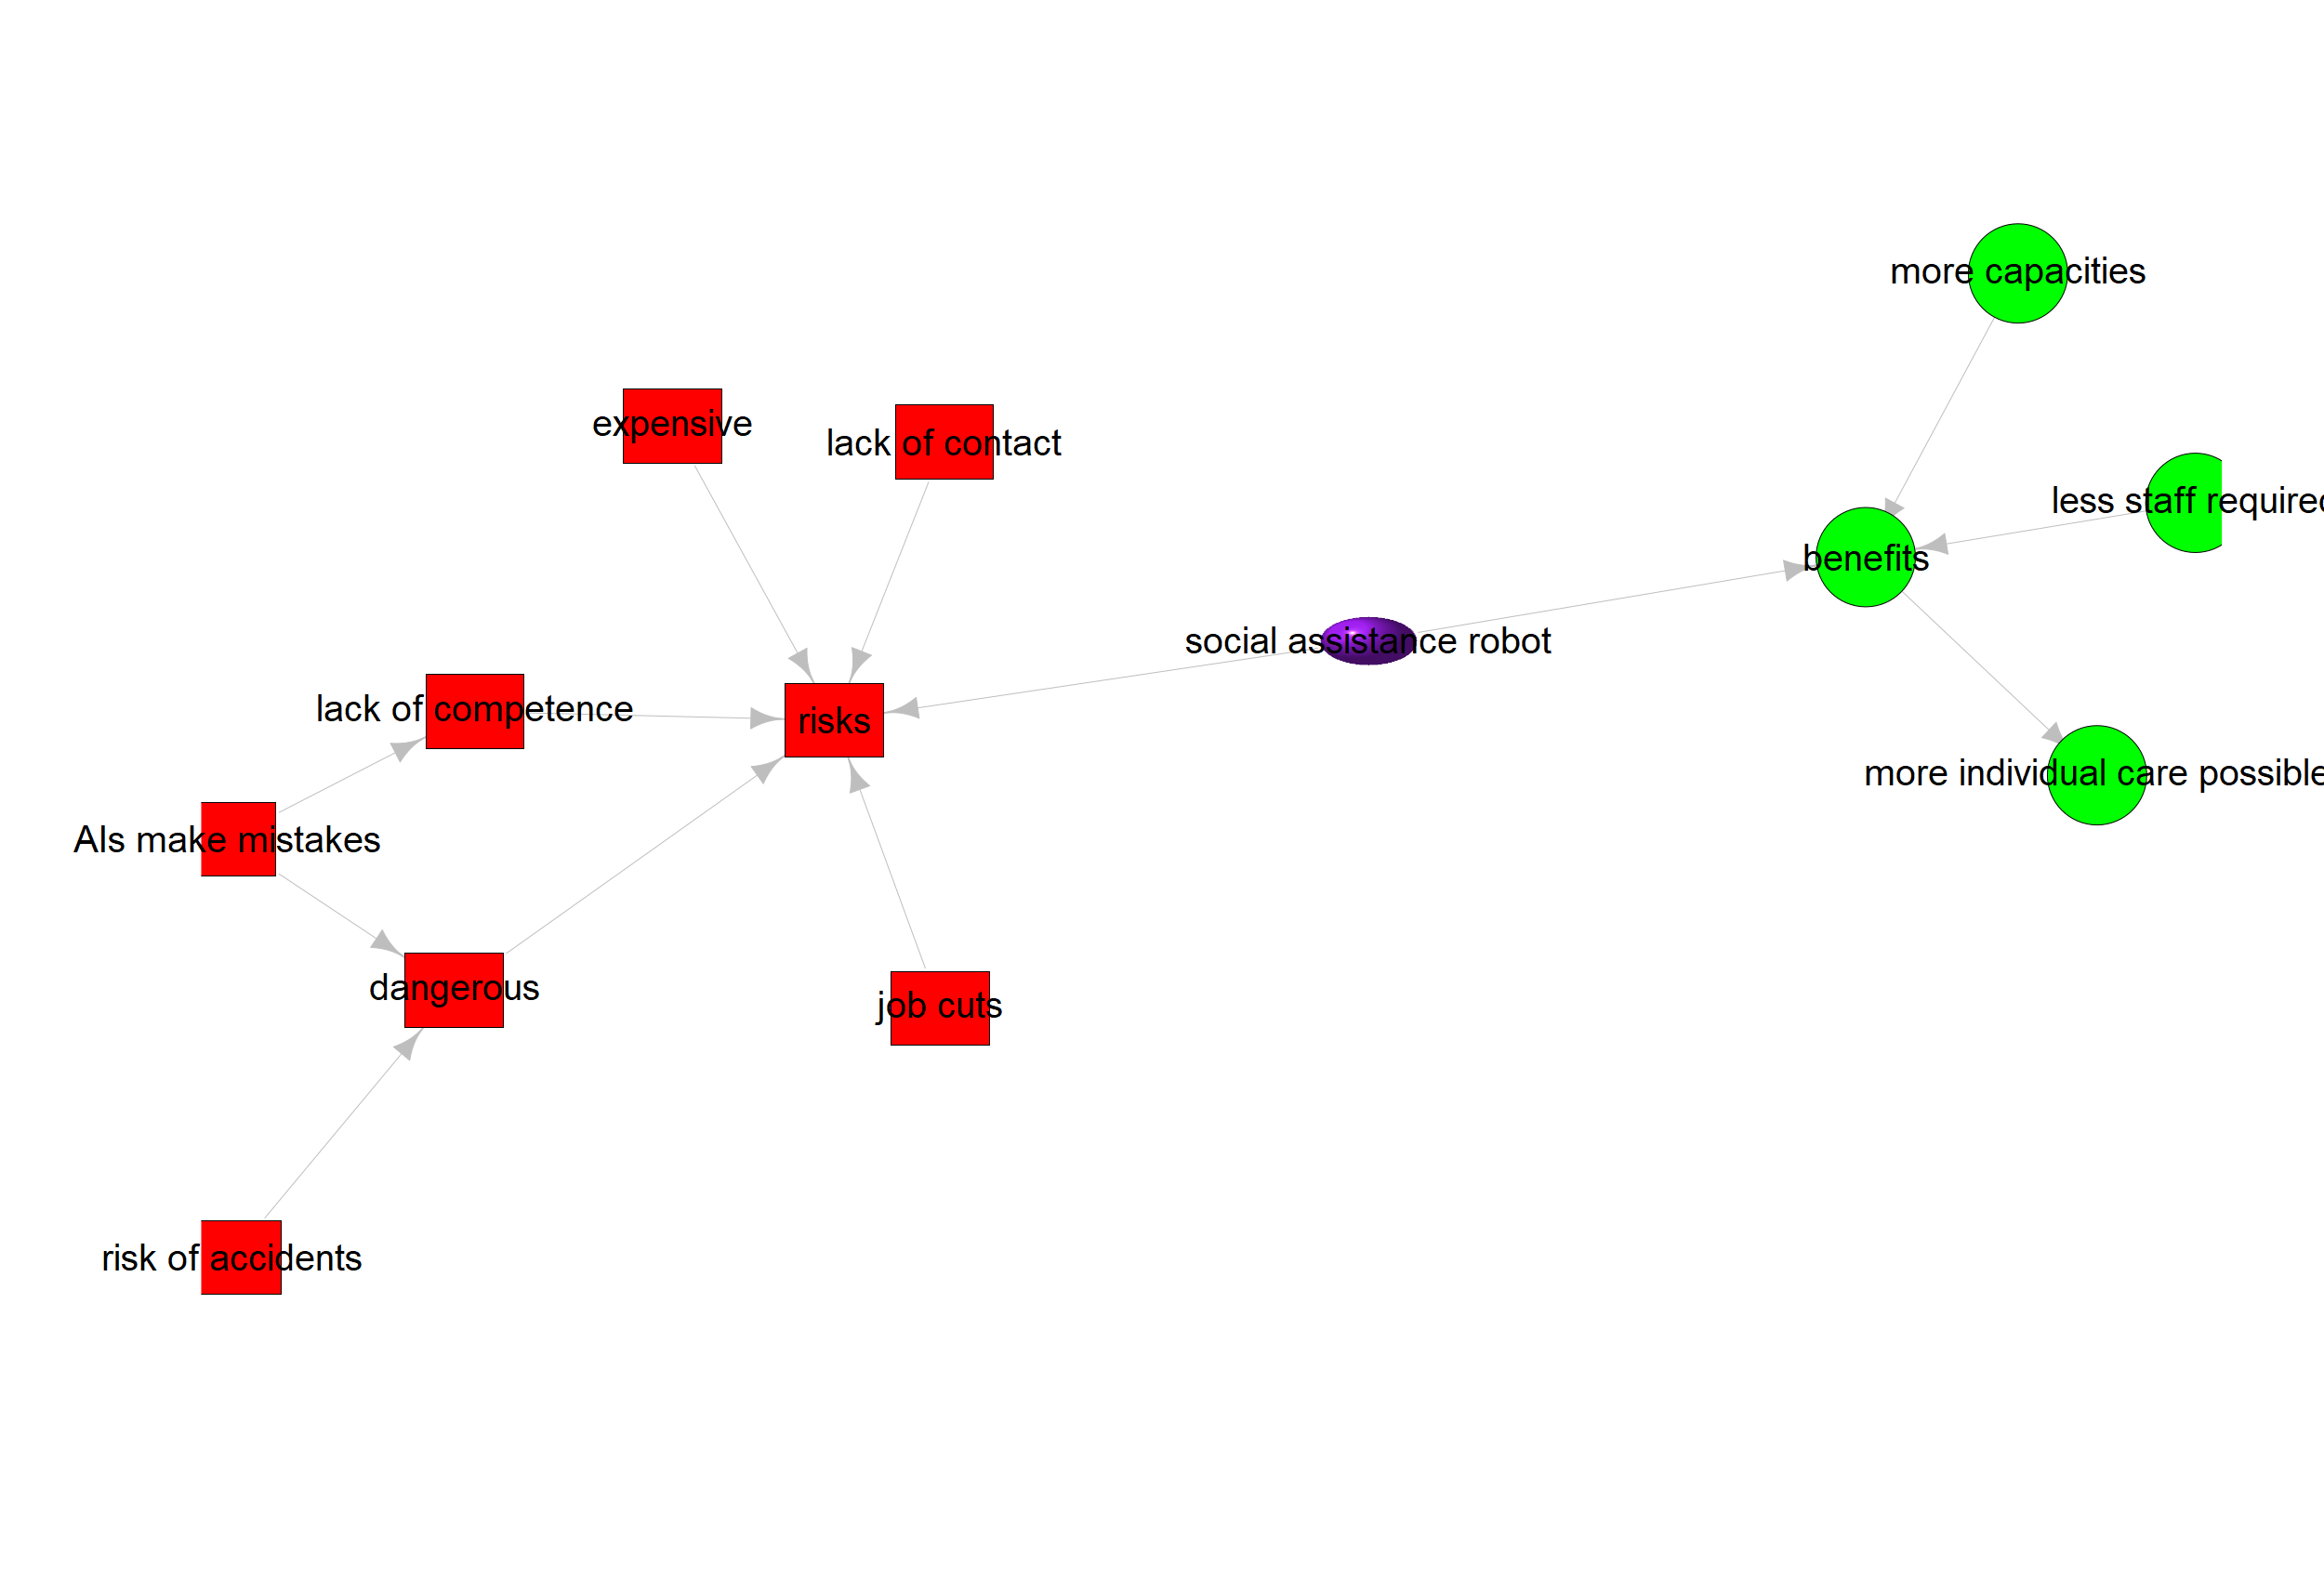 more capacities
expensive
lack of contact
less staff required
benefits
social assistance robot
lack of competence
risks
more individual care possible
AIs make mistakes
dangerous
job cuts
risk of accidents